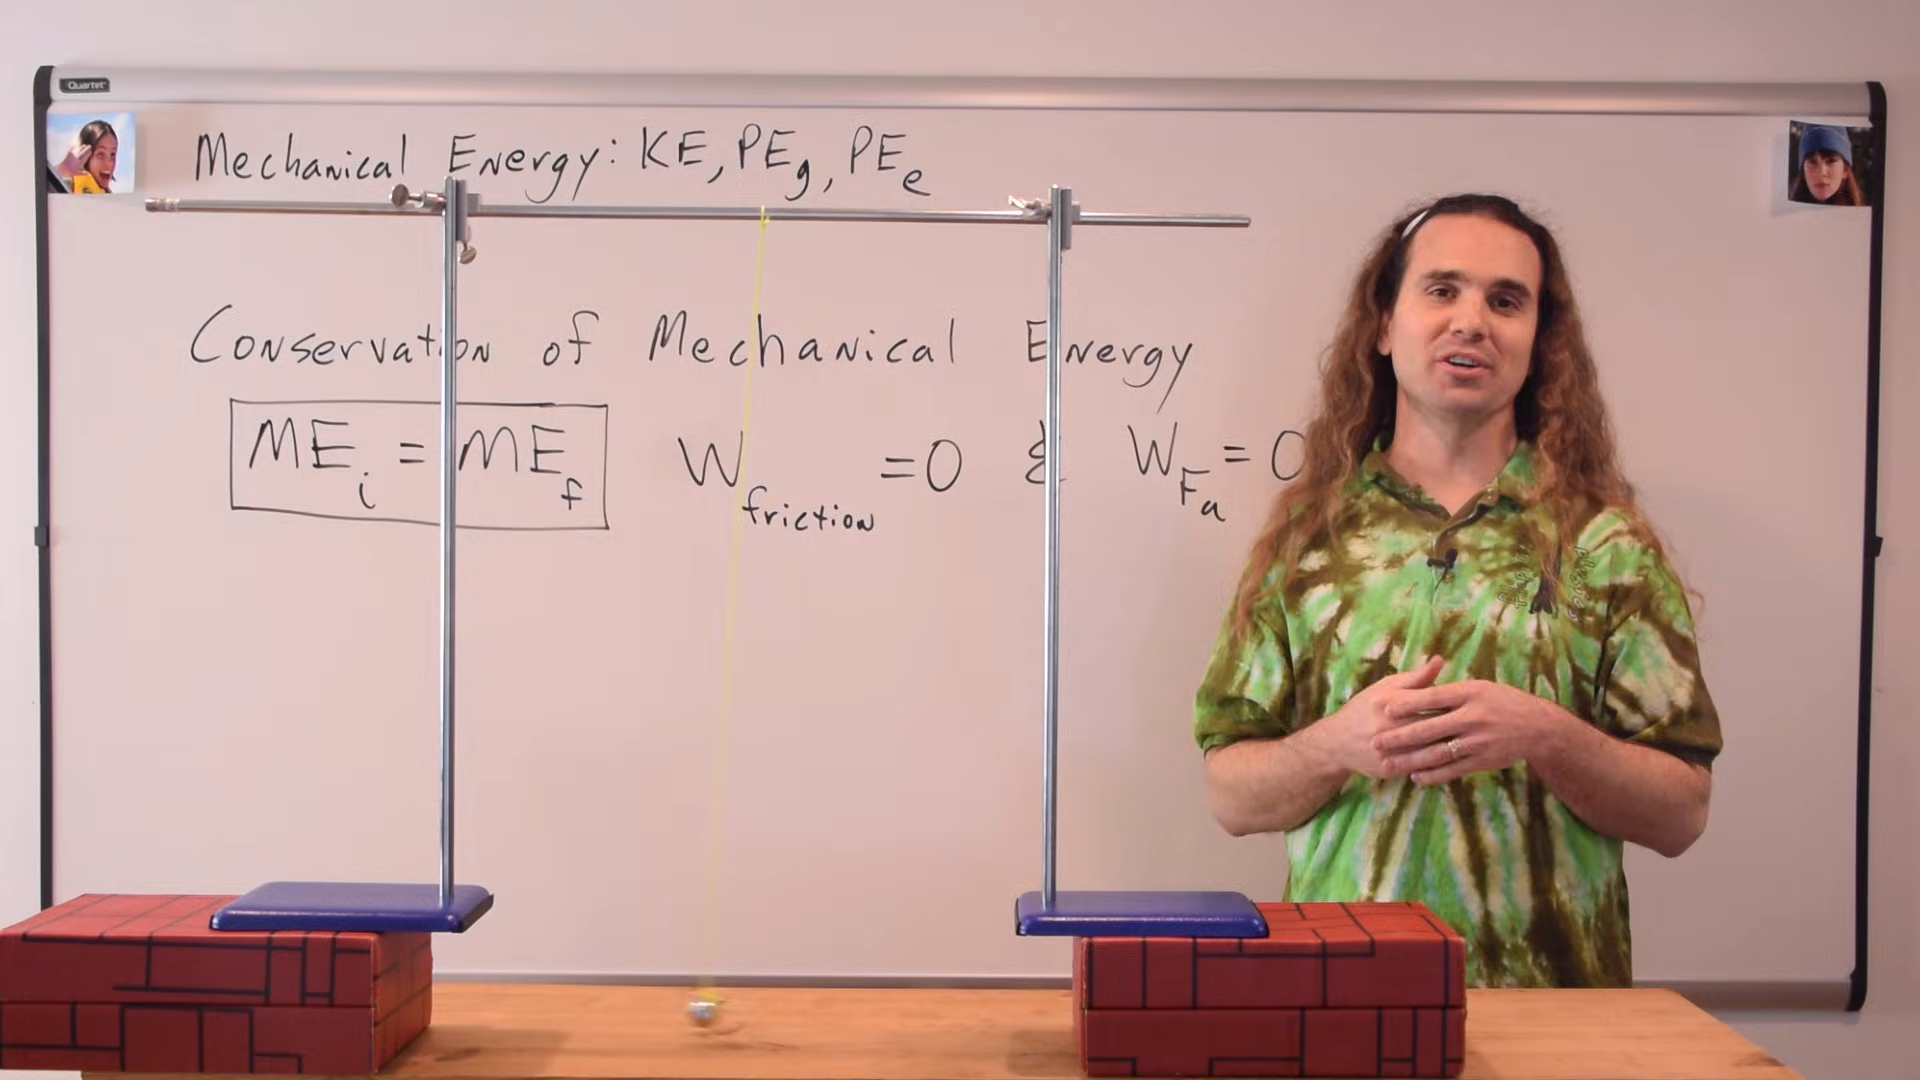 Quartet
Mechanical Energy: KE, PEg, PEe
Conservation of Mechanical Energy
MEi = MEf Wfriction = 0 & WFa = 0